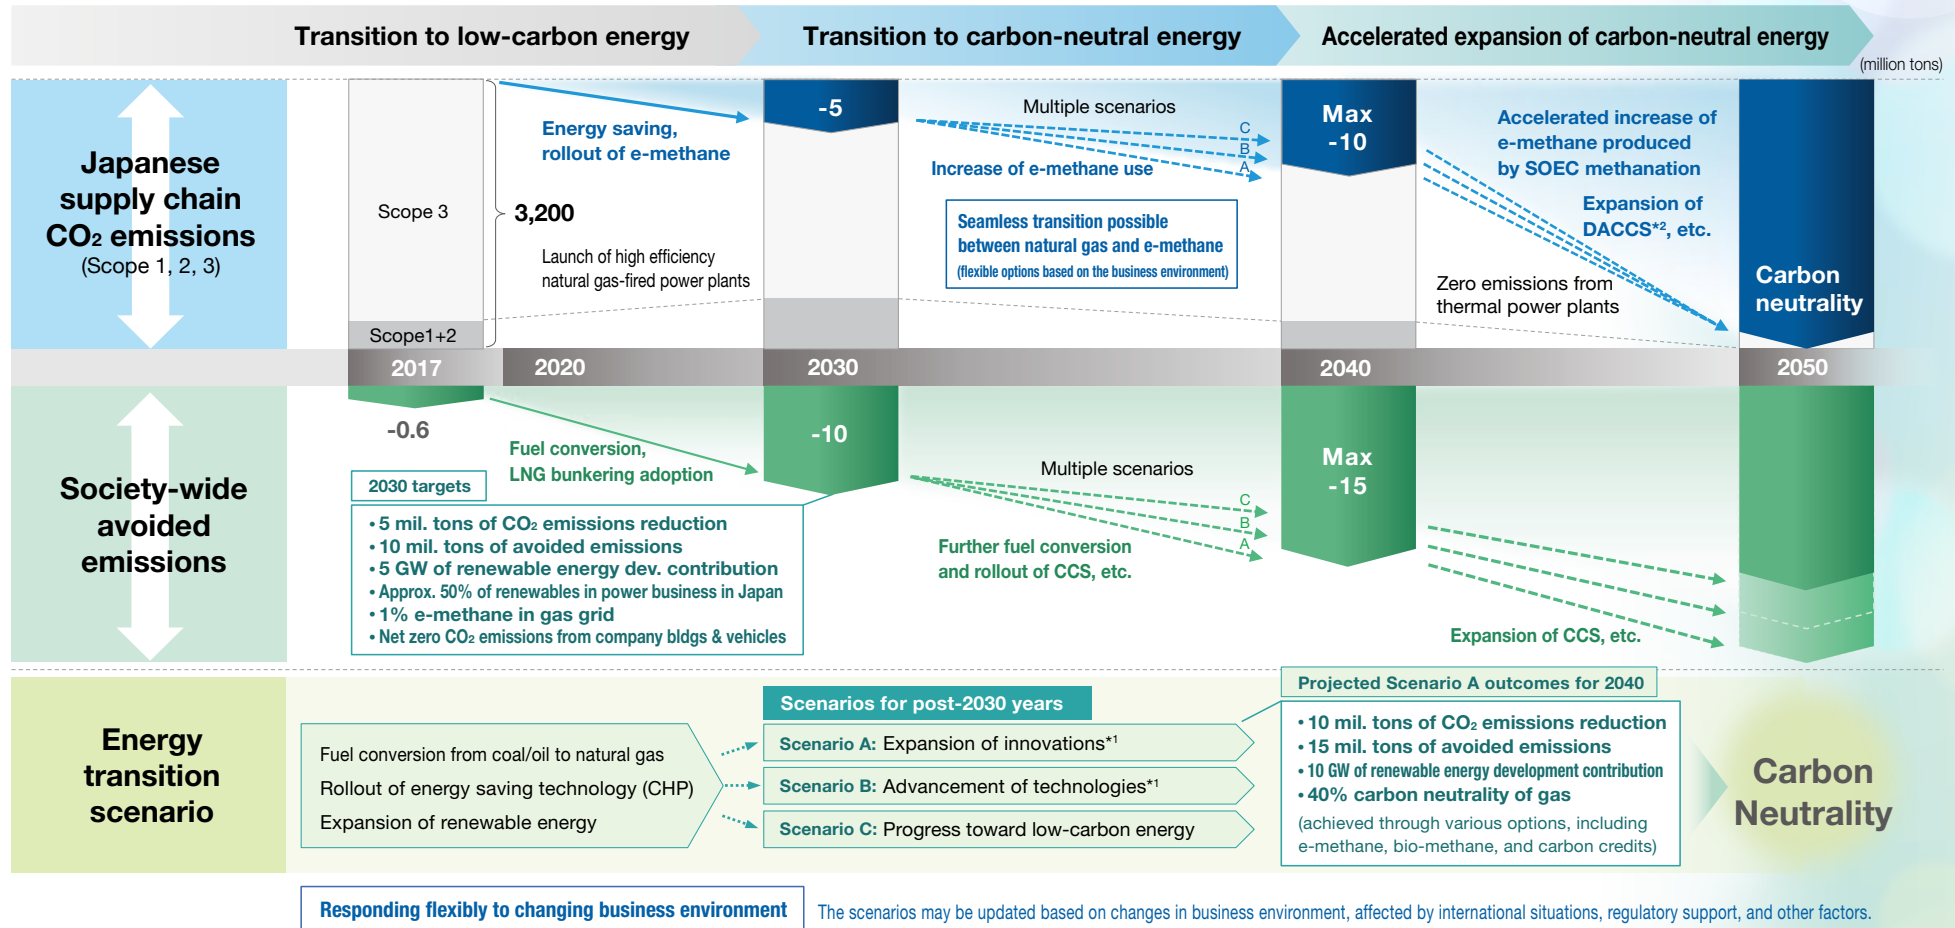 Transition to low-carbon energy
Transition to carbon-neutral energy
Accelerated expansion of carbon-neutral energy
(million tons)
Japanese
supply chain
CO₂ emissions
(Scope 1, 2, 3)
Scope 3
Scope1+2
3,200
Energy saving,
rollout of e-methane
Launch of high efficiency
natural gas-fired power plants
-5
Multiple scenarios
C
B
A
Increase of e-methane use
Seamless transition possible
between natural gas and e-methane
(flexible options based on the business environment)
Max
-10
Accelerated increase of
e-methane produced
by SOEC methanation
Expansion of
DACCS*2, etc.
Zero emissions from
thermal power plants
Carbon
neutrality
2017
2020
2030
2040
2050
Society-wide
avoided
emissions
-0.6
Fuel conversion,
LNG bunkering adoption
2030 targets
• 5 mil. tons of CO₂ emissions reduction
• 10 mil. tons of avoided emissions
• 5 GW of renewable energy dev. contribution
• Approx. 50% of renewables in power business in Japan
• 1% e-methane in gas grid
• Net zero CO₂ emissions from company bldgs & vehicles
-10
Multiple scenarios
C
B
A
Further fuel conversion
and rollout of CCS, etc.
Max
-15
Expansion of CCS, etc.
Energy
transition
scenario
Fuel conversion from coal/oil to natural gas
Rollout of energy saving technology (CHP)
Expansion of renewable energy
Scenarios for post-2030 years
Scenario A: Expansion of innovations*1
Scenario B: Advancement of technologies*1
Scenario C: Progress toward low-carbon energy
Projected Scenario A outcomes for 2040
• 10 mil. tons of CO₂ emissions reduction
• 15 mil. tons of avoided emissions
• 10 GW of renewable energy development contribution
• 40% carbon neutrality of gas
(achieved through various options, including
e-methane, bio-methane, and carbon credits)
Carbon
Neutrality
Responding flexibly to changing business environment
The scenarios may be updated based on changes in business environment, affected by international situations, regulatory support, and other factors.